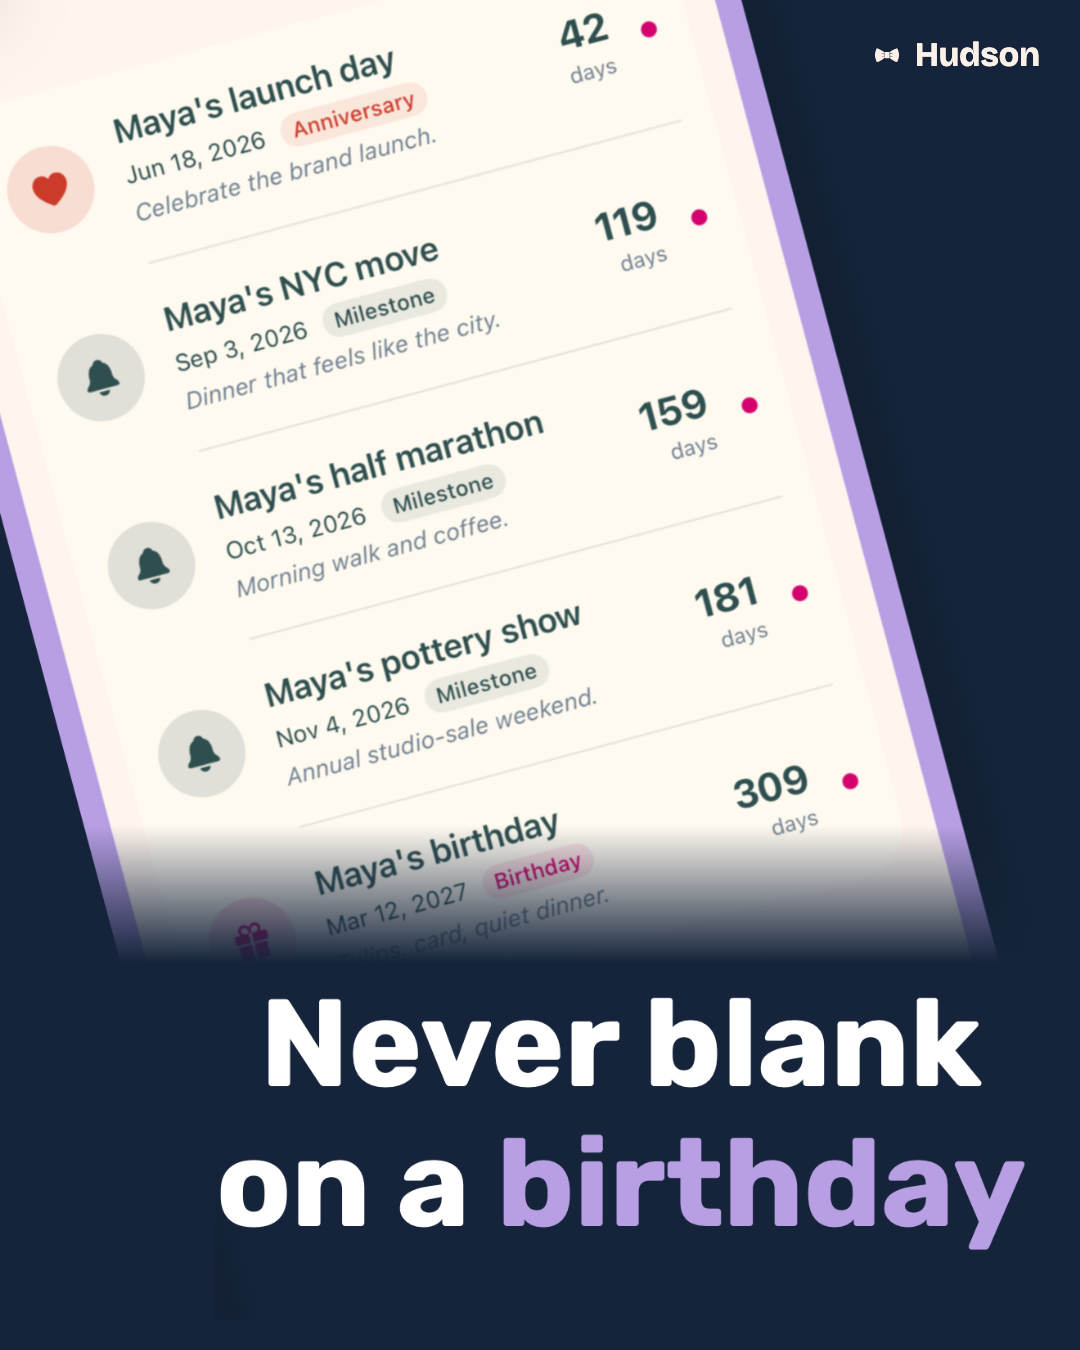 Hudson
Maya's launch day
Jun 18, 2026 Anniversary
Celebrate the brand launch.
42
days
Maya's NYC move
Sep 3, 2026 Milestone
Dinner that feels like the city.
119
days
Maya's half marathon
Oct 13, 2026 Milestone
Morning walk and coffee.
159
days
Maya's pottery show
Nov 4, 2026 Milestone
Annual studio-sale weekend.
181
days
Maya's birthday
Mar 12, 2027 Birthday
Tulips, card, quiet dinner.
309
days
Never blank
on a birthday